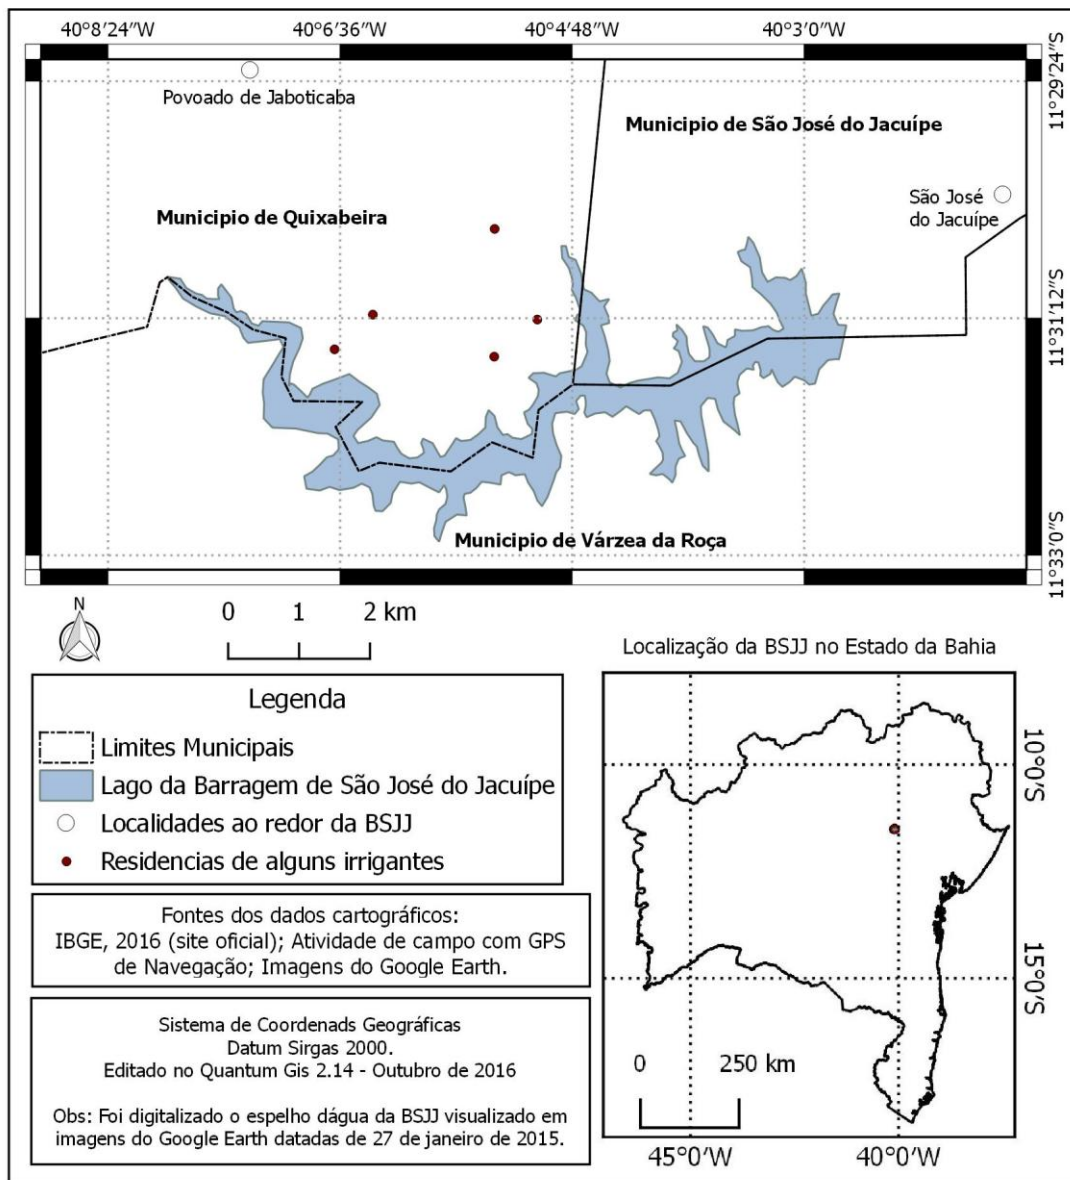 40°8′24″W 40°6′36″W 40°4′48″W 40°3′0″W
11°29′24″S
Povoado de Jaboticaba
Municipio de São José do Jacuípe
São José
do Jacuípe
Municipio de Quixabeira
11°31′12″S
Municipio de Várzea da Roça
11°33′0″S
N
0 1 2 km
Legenda
Limites Municipais
Lago da Barragem de São José do Jacuípe
Localidades ao redor da BSJJ
Residencias de alguns irrigantes
Fontes dos dados cartográficos:
IBGE, 2016 (site oficial); Atividade de campo com GPS
de Navegação; Imagens do Google Earth.
Sistema de Coordenads Geográficas
Datum Sirgas 2000.
Editado no Quantum Gis 2.14 - Outubro de 2016
Obs: Foi digitalizado o espelho dágua da BSJJ visualizado em
imagens do Google Earth datadas de 27 de janeiro de 2015.
Localização da BSJJ no Estado da Bahia
10°0′S
15°0′S
0 250 km
45°0′W 40°0′W